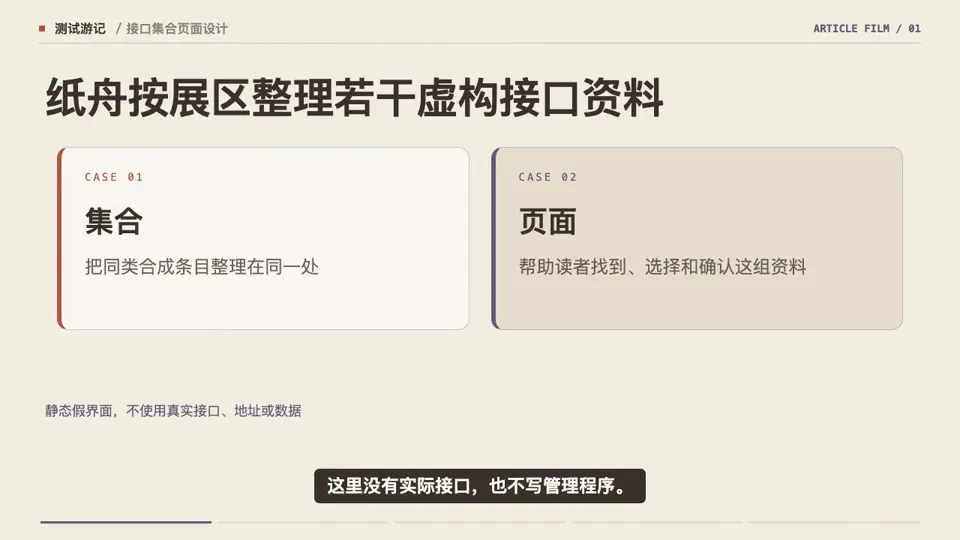 测试游记 / 接口集合页面设计
ARTICLE FILM / 01
纸舟按展区整理若干虚构接口资料
CASE 01
集合
把同类合成条目整理在同一处
CASE 02
页面
帮助读者找到、选择和确认这组资料
静态假界面，不使用真实接口、地址或数据
这里没有实际接口，也不写管理程序。